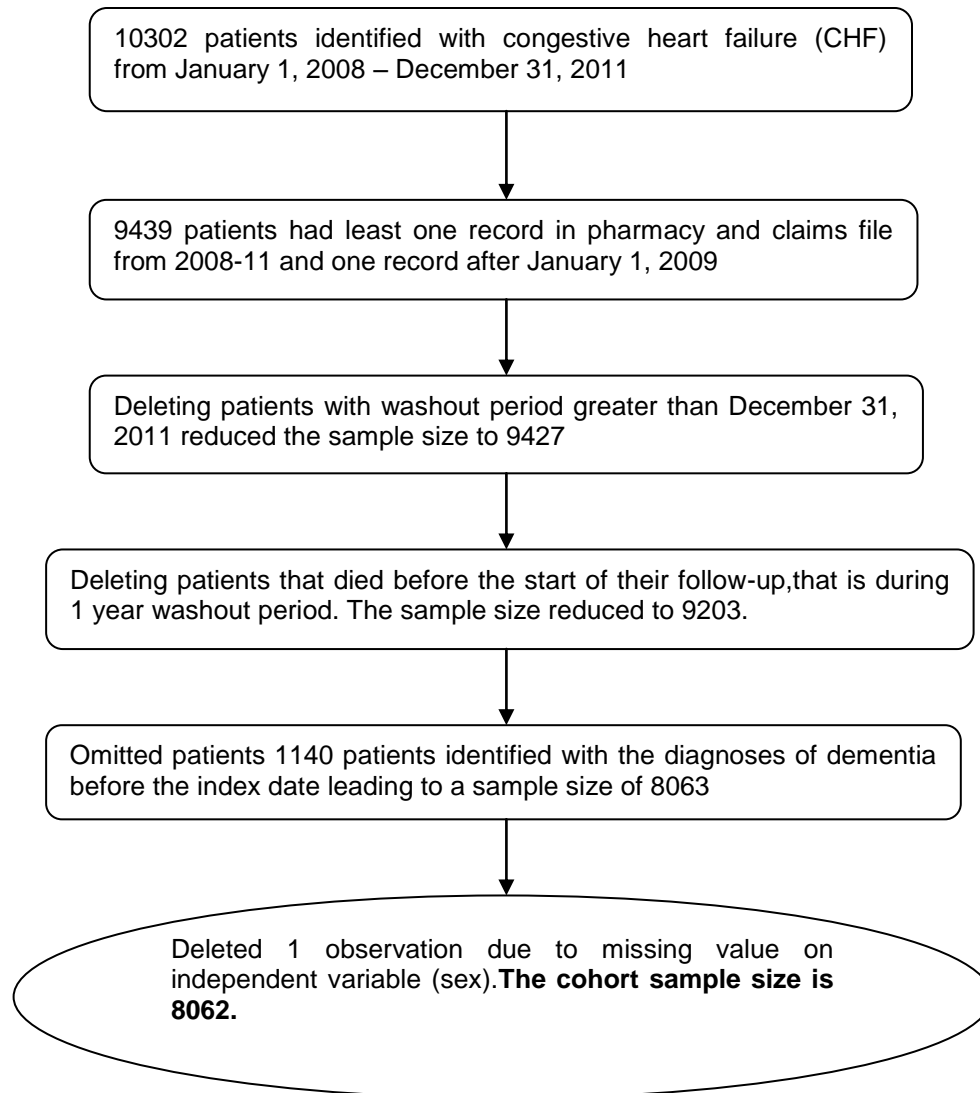 10302 patients identified with congestive heart failure (CHF)
from January 1, 2008 – December 31, 2011
9439 patients had least one record in pharmacy and claims file
from 2008-11 and one record after January 1, 2009
Deleting patients with washout period greater than December 31,
2011 reduced the sample size to 9427
Deleting patients that died before the start of their follow-up,that is during
1 year washout period. The sample size reduced to 9203.
Omitted patients 1140 patients identified with the diagnoses of dementia
before the index date leading to a sample size of 8063
Deleted 1 observation due to missing value on
independent variable (sex).The cohort sample size is
8062.